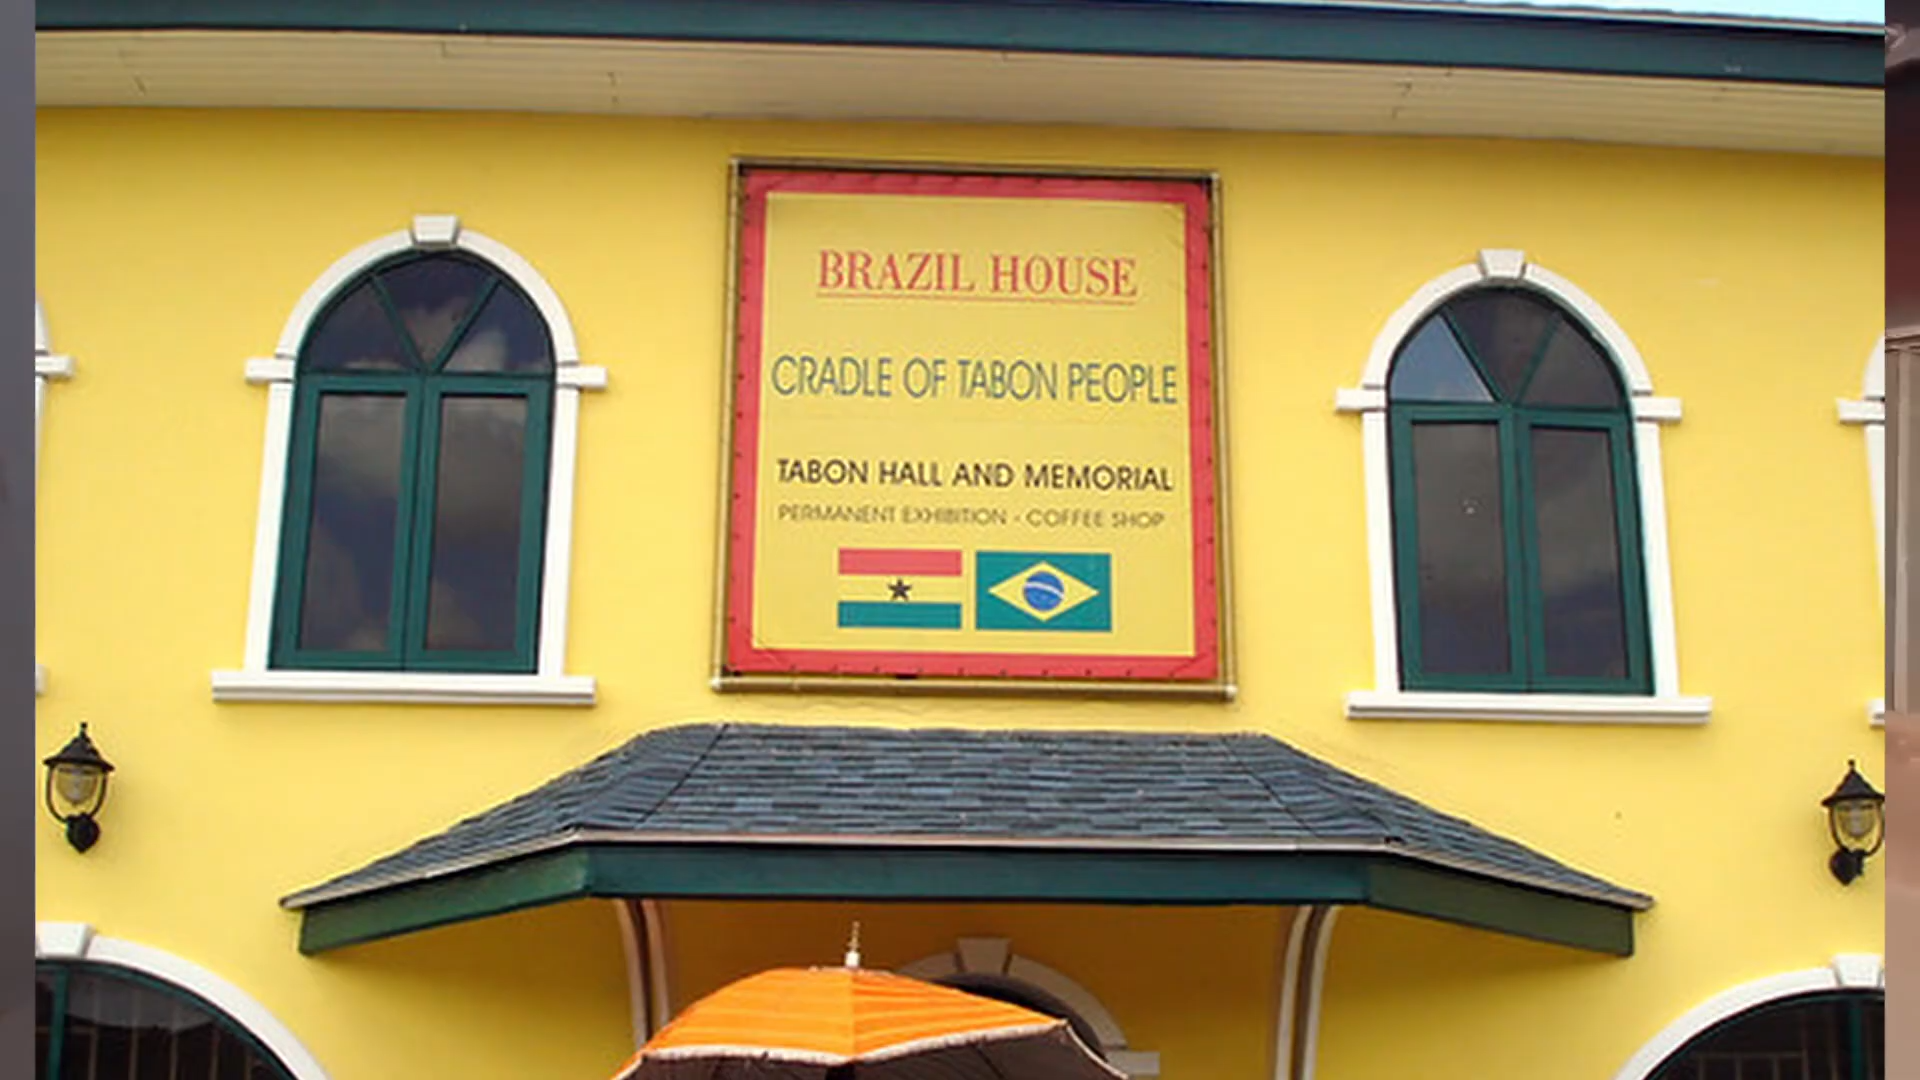 BRAZIL HOUSE
CRADLE OF TABON PEOPLE
TABON HALL AND MEMORIAL
PERMANENT EXHIBITION - COFFEE SHOP